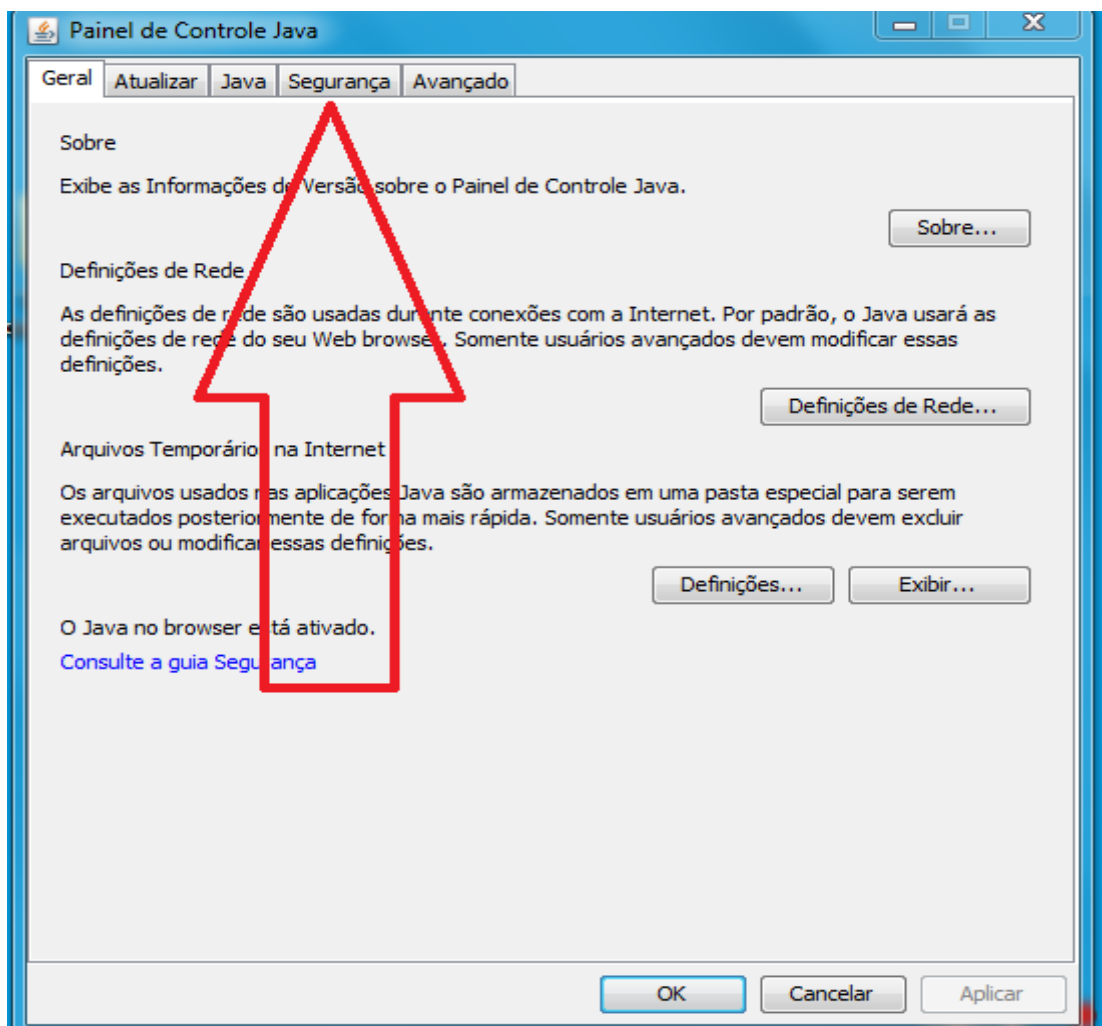 Painel de Controle Java
Geral Atualizar Java Segurança Avançado
Sobre
Exibe as Informações de Versão sobre o Painel de Controle Java.
Sobre...
Definições de Rede
As definições de rede são usadas durante conexões com a Internet. Por padrão, o Java usará as
definições de rede do seu Web browser. Somente usuários avançados devem modificar essas
definições.
Definições de Rede...
Arquivos Temporários na Internet
Os arquivos usados nas aplicações Java são armazenados em uma pasta especial para serem
executados posteriormente de forma mais rápida. Somente usuários avançados devem excluir
arquivos ou modificar essas definições.
Definições... Exibir...
O Java no browser está ativado.
Consulte a guia Segurança
OK Cancelar Aplicar